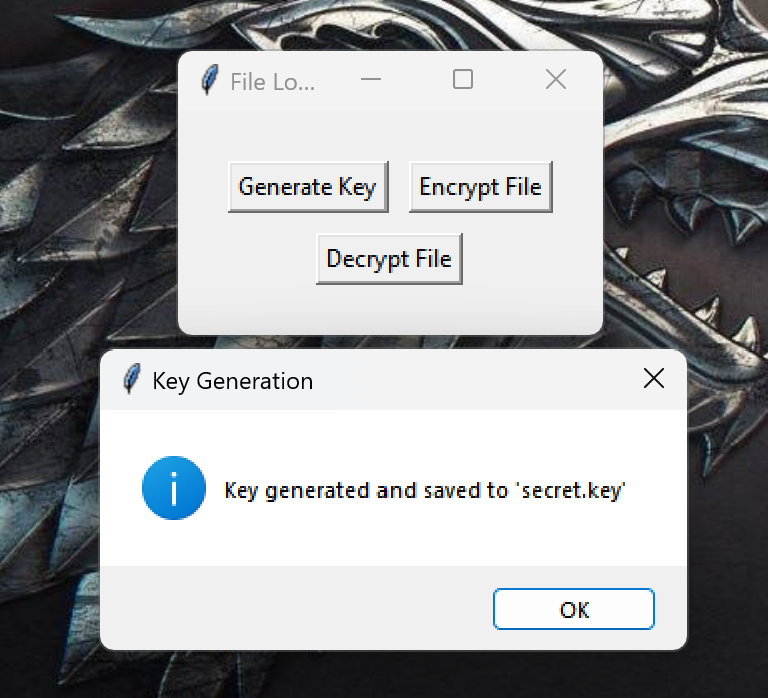 File Lo...
Generate Key
Encrypt File
Decrypt File
Key Generation
Key generated and saved to 'secret.key'
OK